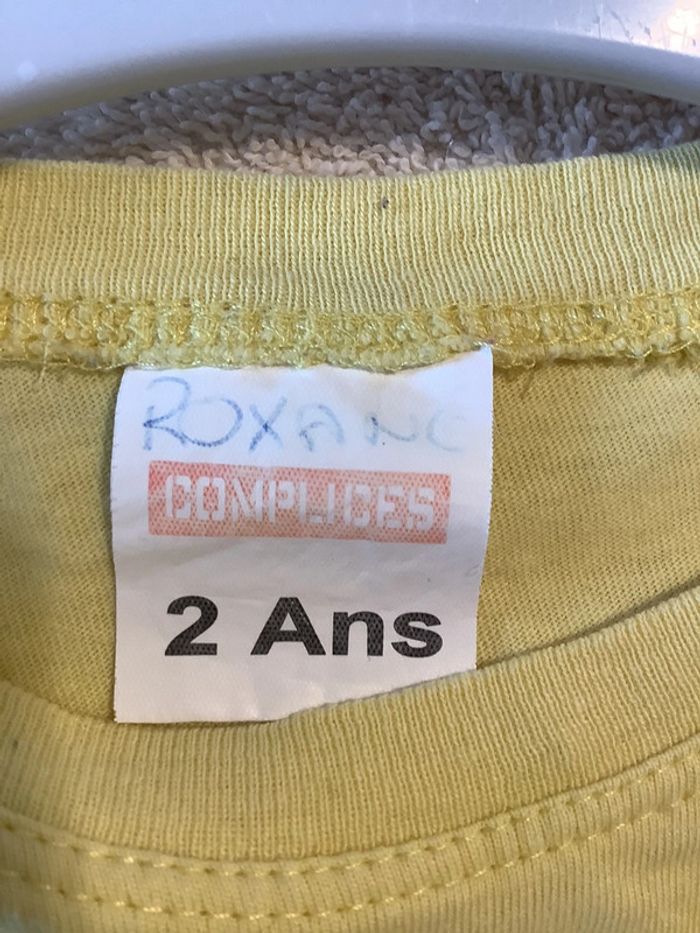 ROXANE
COMPLICES
2 Ans